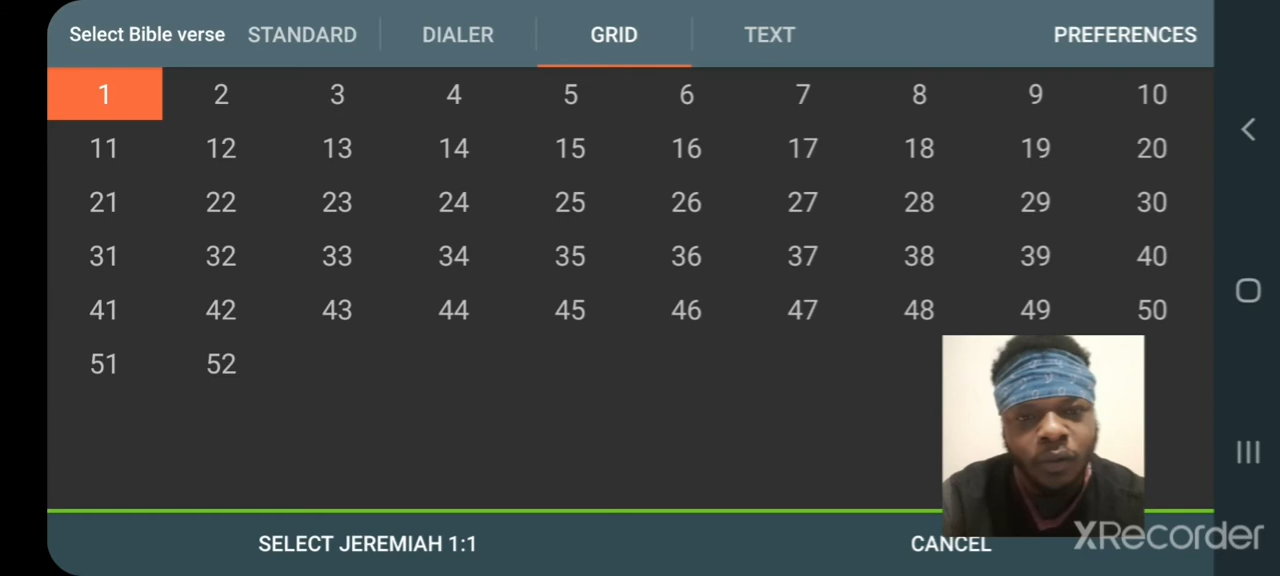 Select Bible verse STANDARD DIALER GRID TEXT PREFERENCES
1 2 3 4 5 6 7 8 9 10
11 12 13 14 15 16 17 18 19 20
21 22 23 24 25 26 27 28 29 30
31 32 33 34 35 36 37 38 39 40
41 42 43 44 45 46 47 48 49 50
51 52
SELECT JEREMIAH 1:1 CANCEL
XRecorder